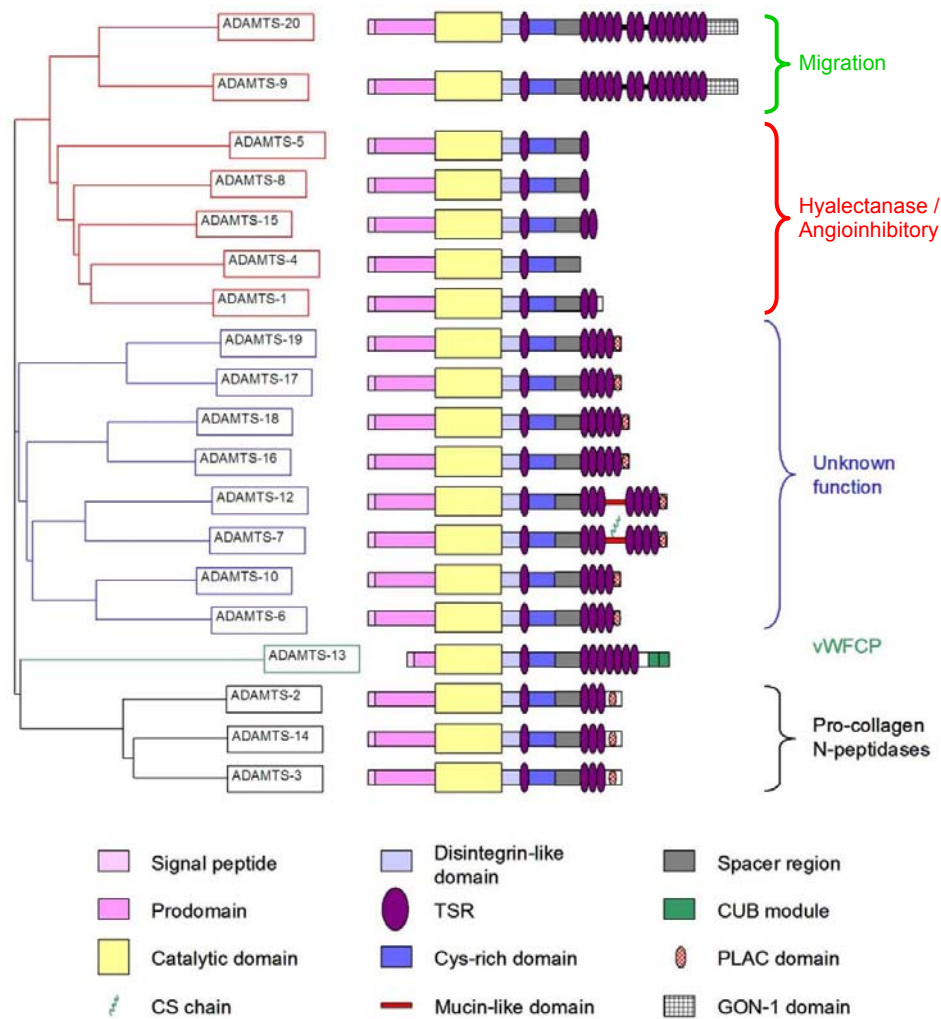 ADAMTS-20
ADAMTS-9
Migration
ADAMTS-5
ADAMTS-8
ADAMTS-15
ADAMTS-4
ADAMTS-1
Hyalectanase /
Angioinhibitory
ADAMTS-19
ADAMTS-17
ADAMTS-18
ADAMTS-16
ADAMTS-12
ADAMTS-7
ADAMTS-10
ADAMTS-6
Unknown
function
ADAMTS-13
vWFCP
ADAMTS-2
ADAMTS-14
ADAMTS-3
Pro-collagen
N-peptidases
Signal peptide
Disintegrin-like
domain
Spacer region
Prodomain
TSR
CUB module
Catalytic domain
Cys-rich domain
PLAC domain
CS chain
Mucin-like domain
GON-1 domain